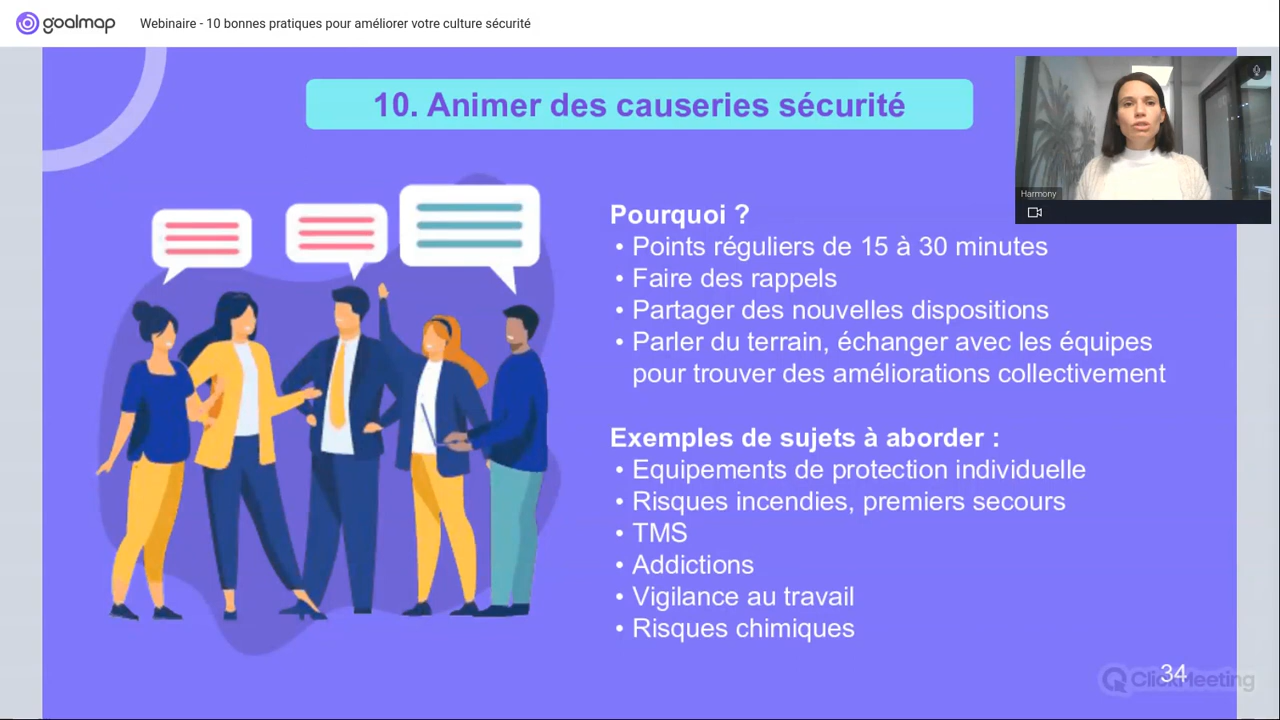 goalmap
Webinaire - 10 bonnes pratiques pour améliorer votre culture sécurité
10. Animer des causeries sécurité
Harmony
Pourquoi ?
• Points réguliers de 15 à 30 minutes
• Faire des rappels
• Partager des nouvelles dispositions
• Parler du terrain, échanger avec les équipes
pour trouver des améliorations collectivement
Exemples de sujets à aborder :
• Equipements de protection individuelle
• Risques incendies, premiers secours
• TMS
• Addictions
• Vigilance au travail
• Risques chimiques
34
ClickMeeting